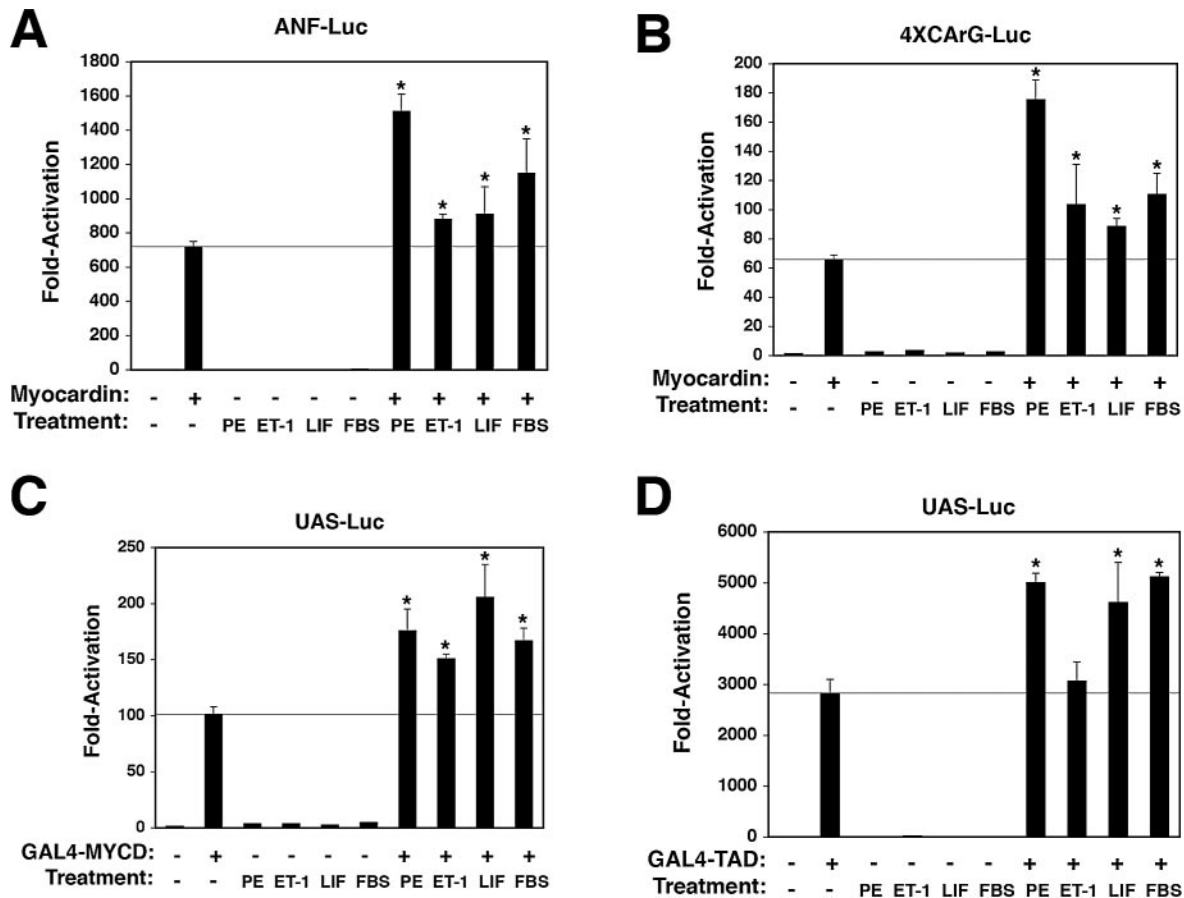 A
ANF-Luc
Fold-Activation
1800
1600
1400
1200
1000
800
600
400
200
0
* * * *
Myocardin: - + - - - - + + + +
Treatment: - - PE ET-1 LIF FBS PE ET-1 LIF FBS
B
4XCArG-Luc
Fold-Activation
200
180
160
140
120
100
80
60
40
20
0
* * * *
Myocardin: - + - - - - + + + +
Treatment: - - PE ET-1 LIF FBS PE ET-1 LIF FBS
C
UAS-Luc
Fold-Activation
250
200
150
100
50
0
* * * *
GAL4-MYCD: - + - - - - + + + +
Treatment: - - PE ET-1 LIF FBS PE ET-1 LIF FBS
D
UAS-Luc
Fold-Activation
6000
5000
4000
3000
2000
1000
0
* * *
GAL4-TAD: - + - - - - + + + +
Treatment: - - PE ET-1 LIF FBS PE ET-1 LIF FBS